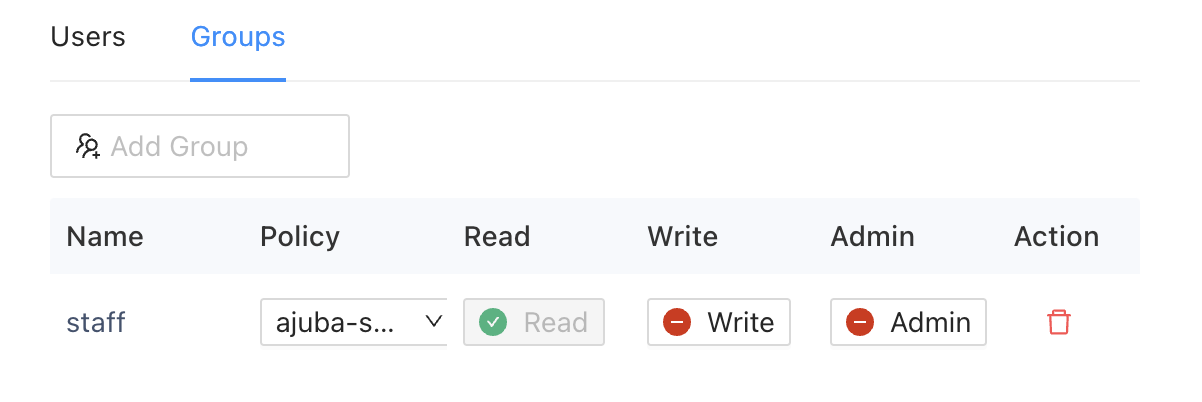 Users Groups
Add Group
Name Policy Read Write Admin Action
staff ajuba-s... Read Write Admin